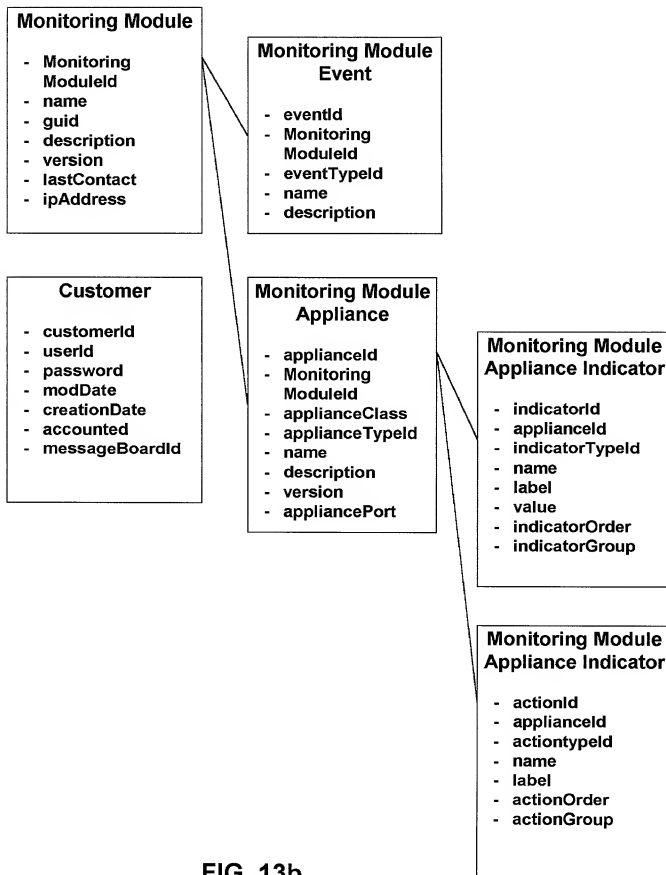 Monitoring Module
- Monitoring
ModuleId
- name
- guid
- description
- version
- lastContact
- ipAddress
Monitoring Module
Event
- eventId
- Monitoring
ModuleId
- eventTypeId
- name
- description
Customer
- customerId
- userId
- password
- modDate
- creationDate
- accounted
- messageBoardId
Monitoring Module
Appliance
- applianceId
- Monitoring
ModuleId
- applianceClass
- applianceTypeId
- name
- description
- version
- appliancePort
Monitoring Module
Appliance Indicator
- indicatorId
- applianceId
- indicatorTypeId
- name
- label
- value
- indicatorOrder
- indicatorGroup
Monitoring Module
Appliance Indicator
- actionId
- applianceId
- actiontypeId
- name
- label
- actionOrder
- actionGroup
FIG. 13b